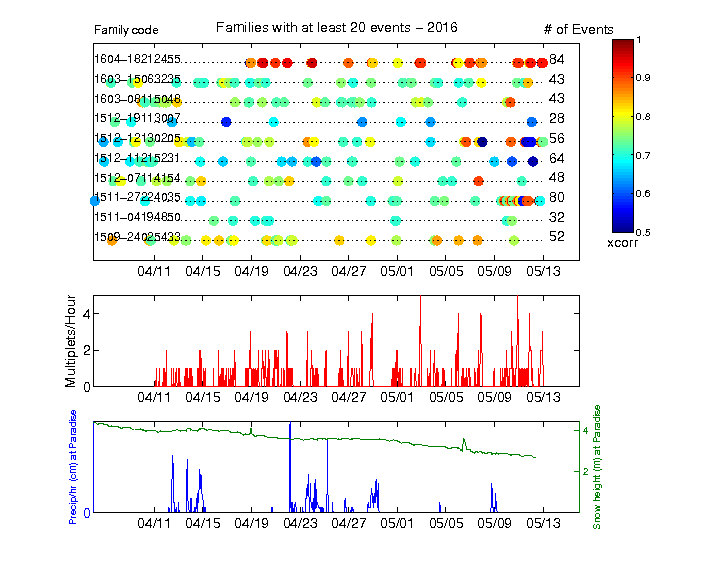 Family code Families with at least 20 events − 2016 # of Events
1604−18212455 84
1603−15063235 43
1603−08115048 43
1512−19113007 28
1512−12130205 56
1512−11215231 64
1512−07114154 48
1511−27224035 80
1511−04194850 32
1509−24025433 52
04/11 04/15 04/19 04/23 04/27 05/01 05/05 05/09 05/13
1
0.9
0.8
0.7
0.6
0.5
xcorr
Multiplets/Hour
4
2
0
04/11 04/15 04/19 04/23 04/27 05/01 05/05 05/09 05/13
Precip/hr (cm) at Paradise
0
4
2
Snow height (m) at Paradise
04/11 04/15 04/19 04/23 04/27 05/01 05/05 05/09 05/13